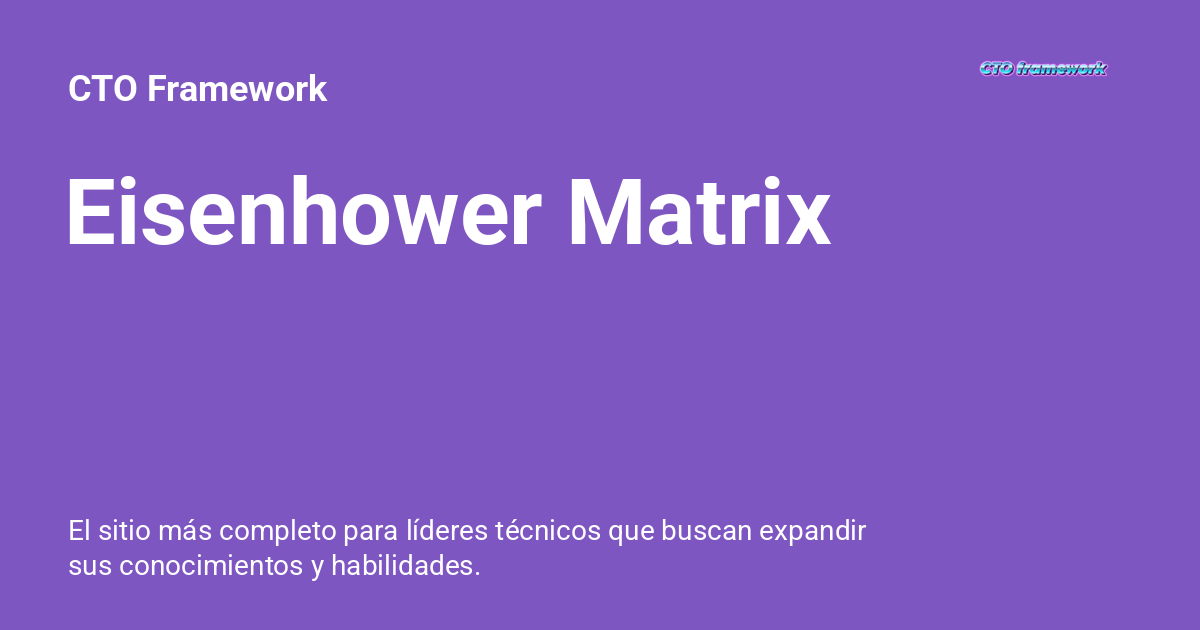 CTO Framework
CTO framework
Eisenhower Matrix
El sitio más completo para líderes técnicos que buscan expandir
sus conocimientos y habilidades.